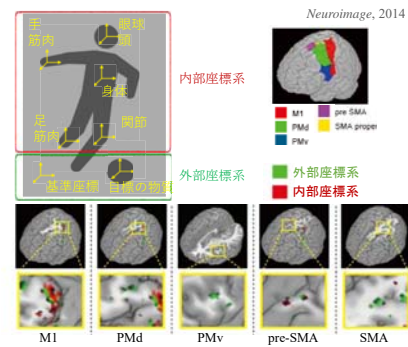 Neuroimage, 2014
手
筋肉
眼球
頭
身体
足
筋肉
関節
基準座標
目標の物質
内部座標系
外部座標系
M1
PMd
PMv
pre SMA
SMA proper
外部座標系
内部座標系
M1
PMd
PMv
pre-SMA
SMA